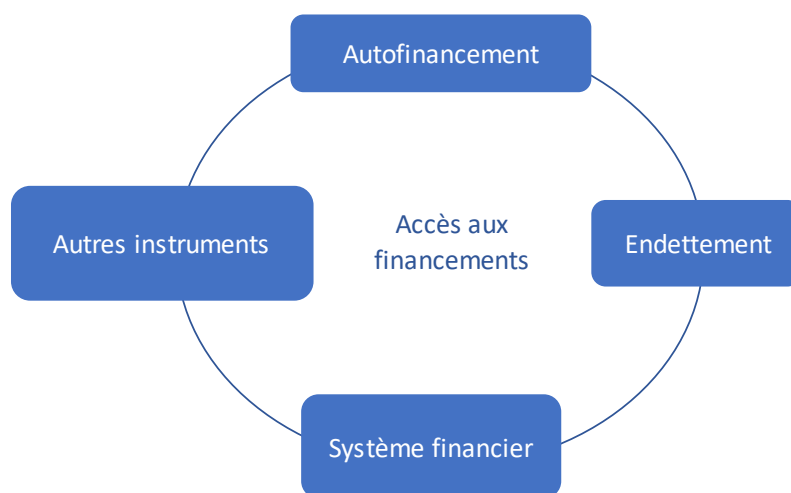 Autofinancement
Autres instruments
Accès aux
financements
Endettement
Système financier